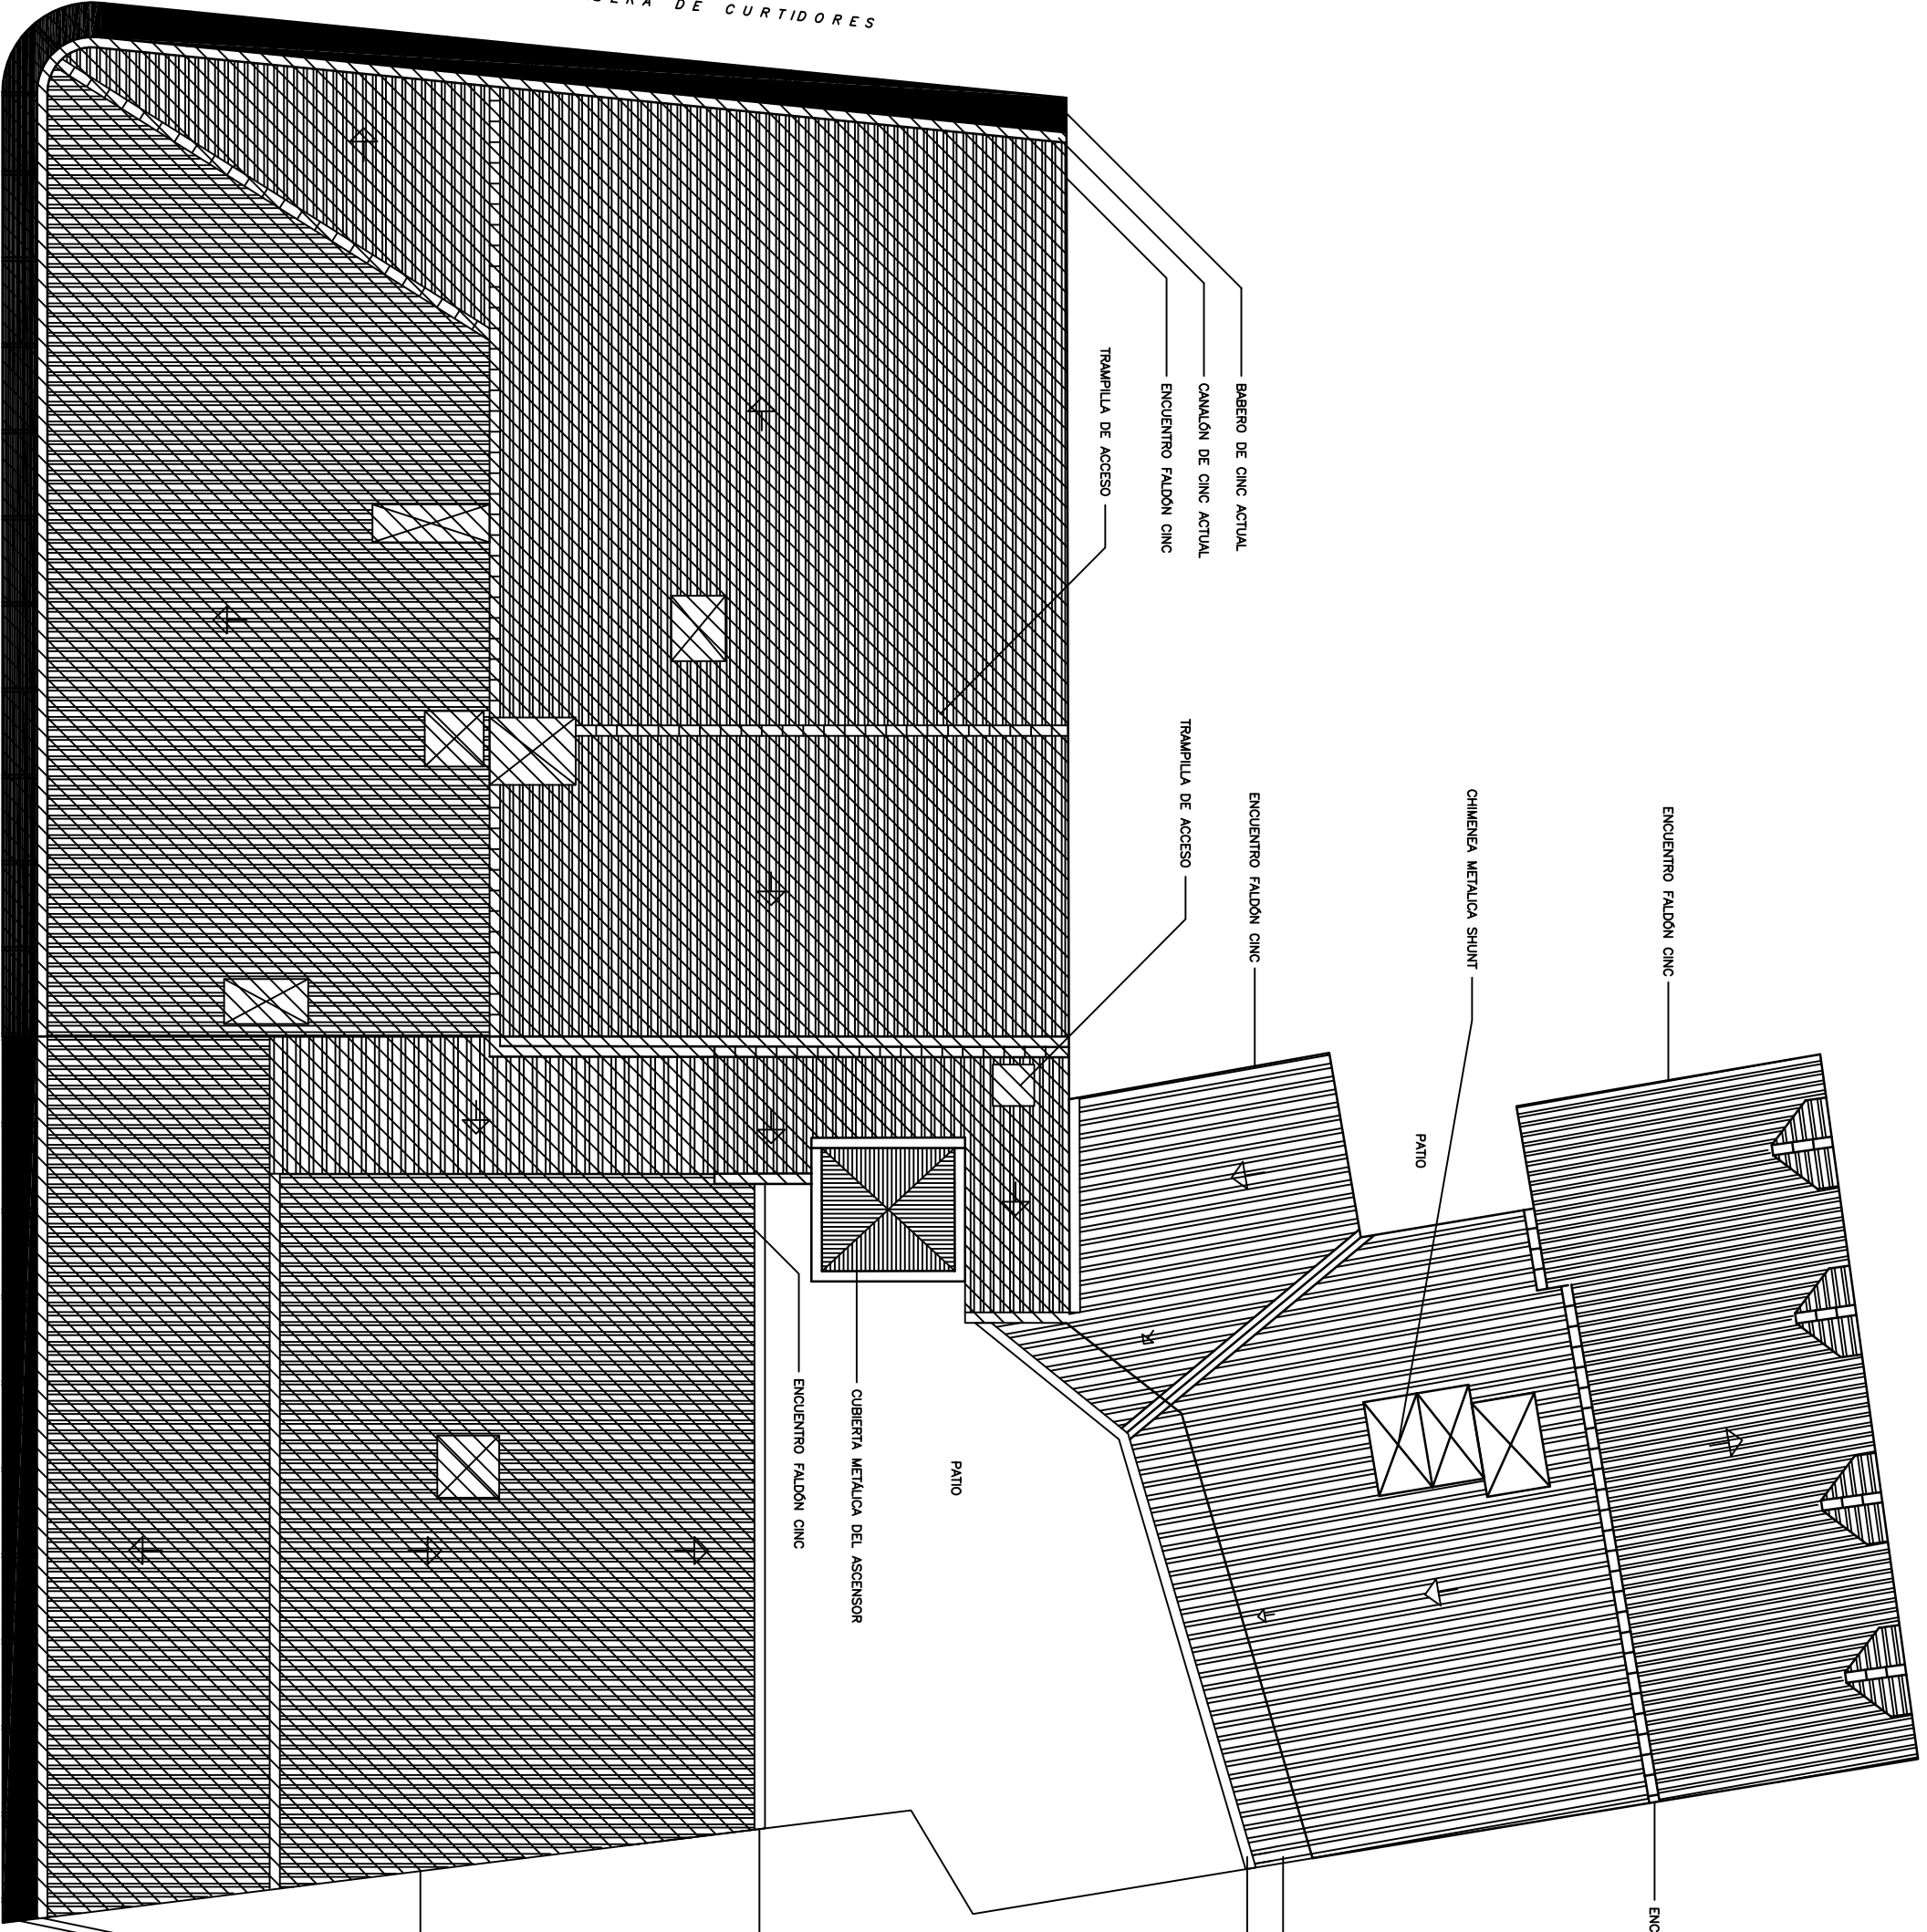 DE CURTIDORES
BABERO DE CINC ACTUAL
CANALÓN DE CINC ACTUAL
ENCUENTRO FALDÓN CINC
TRAMPILLA DE ACCESO
TRAMPILLA DE ACCESO
ENCUENTRO FALDÓN CINC
CHIMENEA METALICA SHUNT
ENCUENTRO FALDÓN CINC
PATIO
PATIO
ENCUENTRO FALDÓN CINC
CUBIERTA METÁLICA DEL ASCENSOR